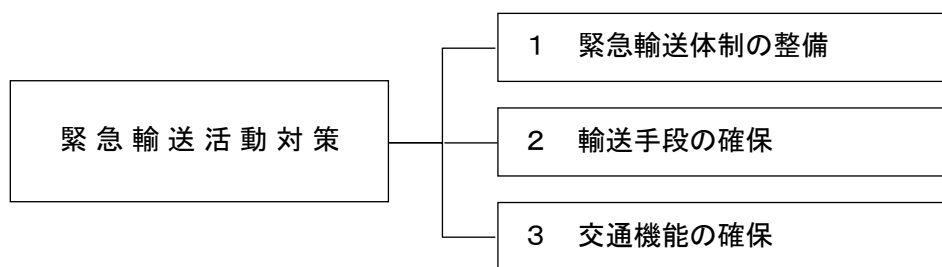 緊急輸送活動対策
１　緊急輸送体制の整備
２　輸送手段の確保
３　交通機能の確保